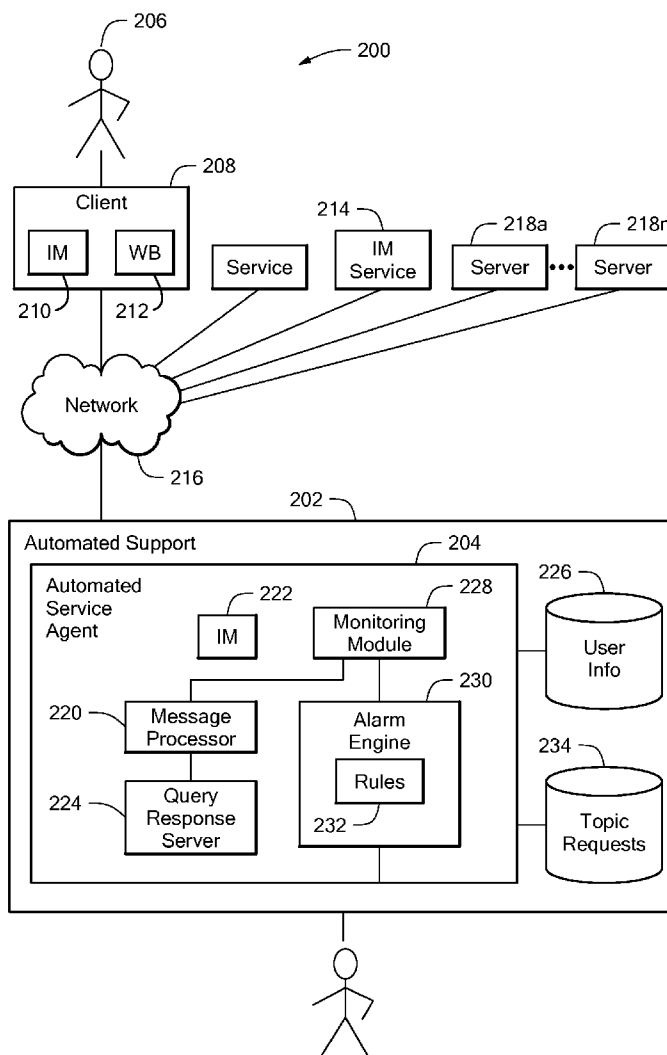 206
200
208
Client
IM
WB
210
212
Service
214
IM
Service
218a
Server
218n
Server
Network
216
202
Automated Support
204
Automated
Service
Agent
222
IM
228
Monitoring
Module
226
User
Info
220
Message
Processor
230
Alarm
Engine
Rules
232
224
Query
Response
Server
234
Topic
Requests